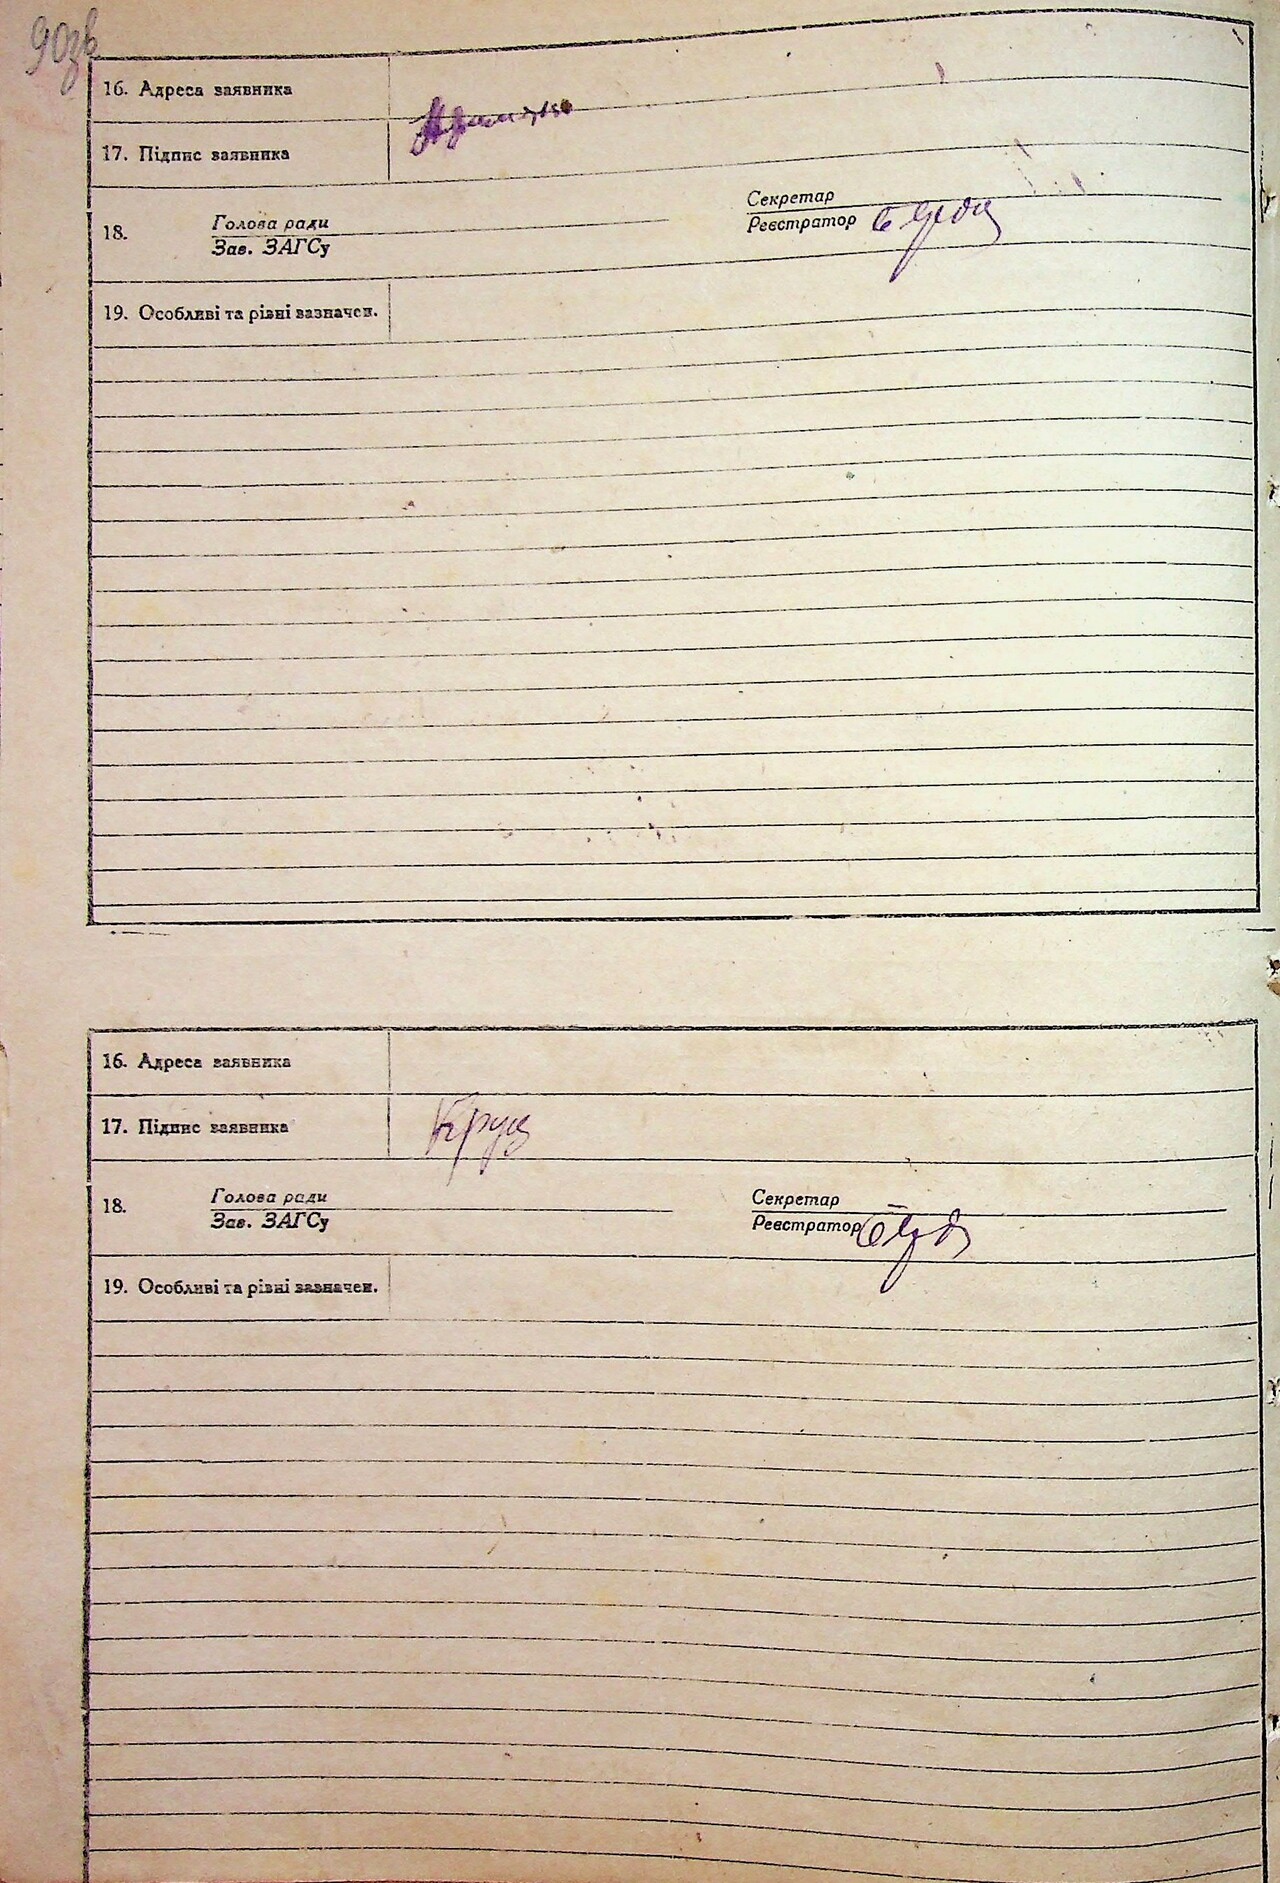 90зв
16. Адреса заявника
17. Підпис заявника
18. Голова ради Секретар
Зав. ЗАГСу Реєстратор
19. Особливі та різні зазначен.
16. Адреса заявника
17. Підпис заявника Круц
18. Голова ради Секретар
Зав. ЗАГСу Реєстратор
19. Особливі та різні зазначен.